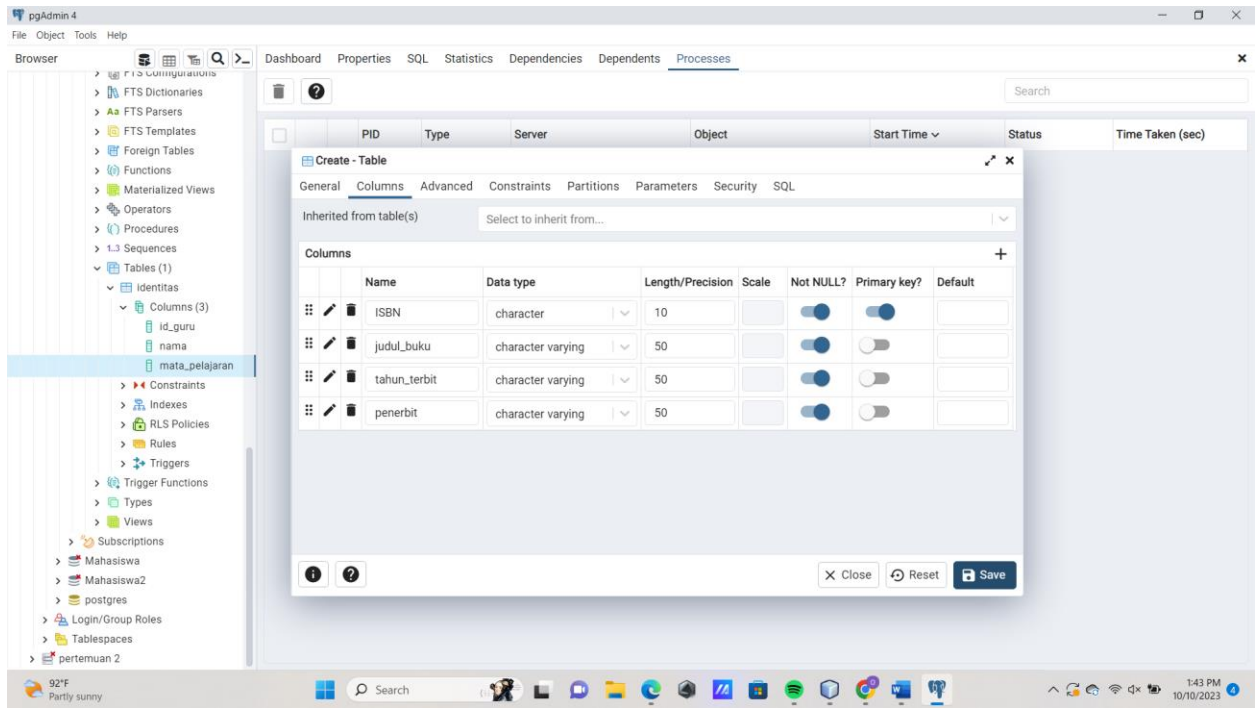 pgAdmin 4
File Object Tools Help
Browser
Dashboard Properties SQL Statistics Dependencies Dependents Processes
FTS Configurations
FTS Dictionaries
Aa FTS Parsers
FTS Templates
Foreign Tables
Functions
Materialized Views
Operators
Procedures
1..3 Sequences
Tables (1)
identitas
Columns (3)
id_guru
nama
mata_pelajaran
Constraints
Indexes
RLS Policies
Rules
Triggers
Trigger Functions
Types
Views
Subscriptions
Mahasiswa
Mahasiswa2
postgres
Login/Group Roles
Tablespaces
pertemuan 2
Search
PID Type Server Object Start Time Status Time Taken (sec)
Create - Table
General Columns Advanced Constraints Partitions Parameters Security SQL
Inherited from table(s) Select to inherit from...
Columns
Name Data type Length/Precision Scale Not NULL? Primary key? Default
ISBN character 10
judul_buku character varying 50
tahun_terbit character varying 50
penerbit character varying 50
Close Reset Save
92°F
Partly sunny
Search
1:43 PM
10/10/2023
4